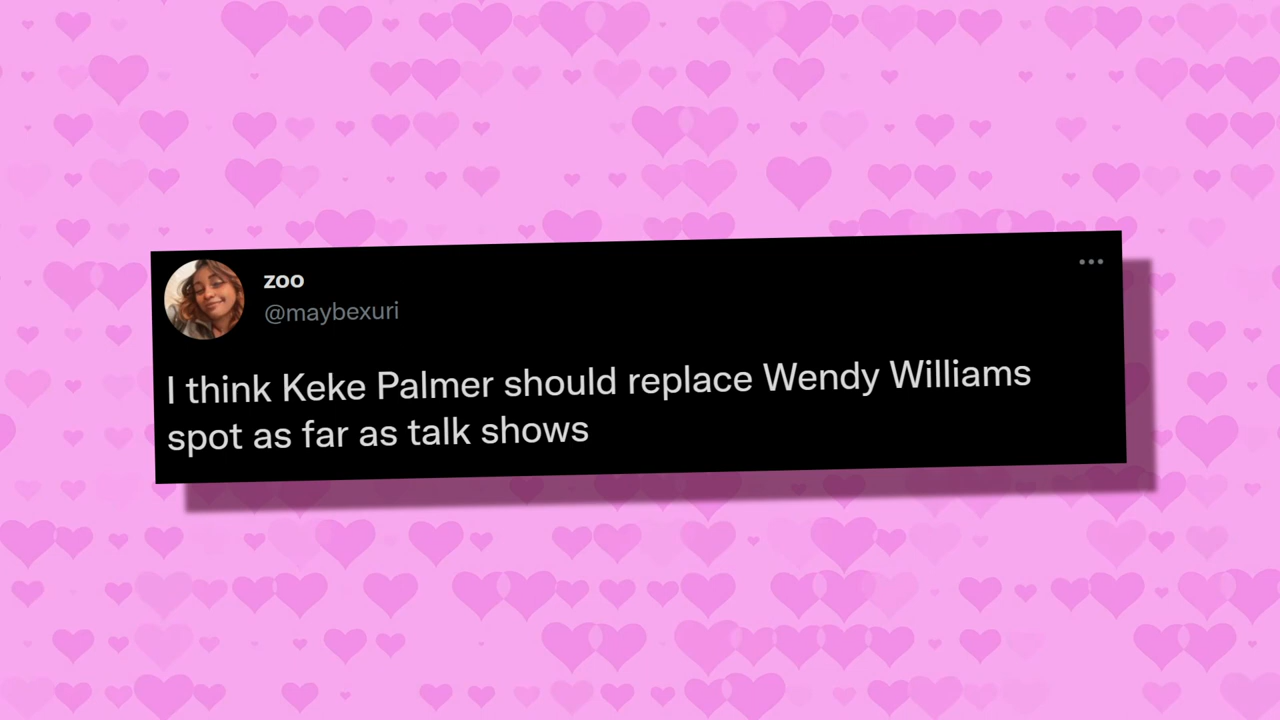 zoo
@maybexuri
I think Keke Palmer should replace Wendy Williams
spot as far as talk shows